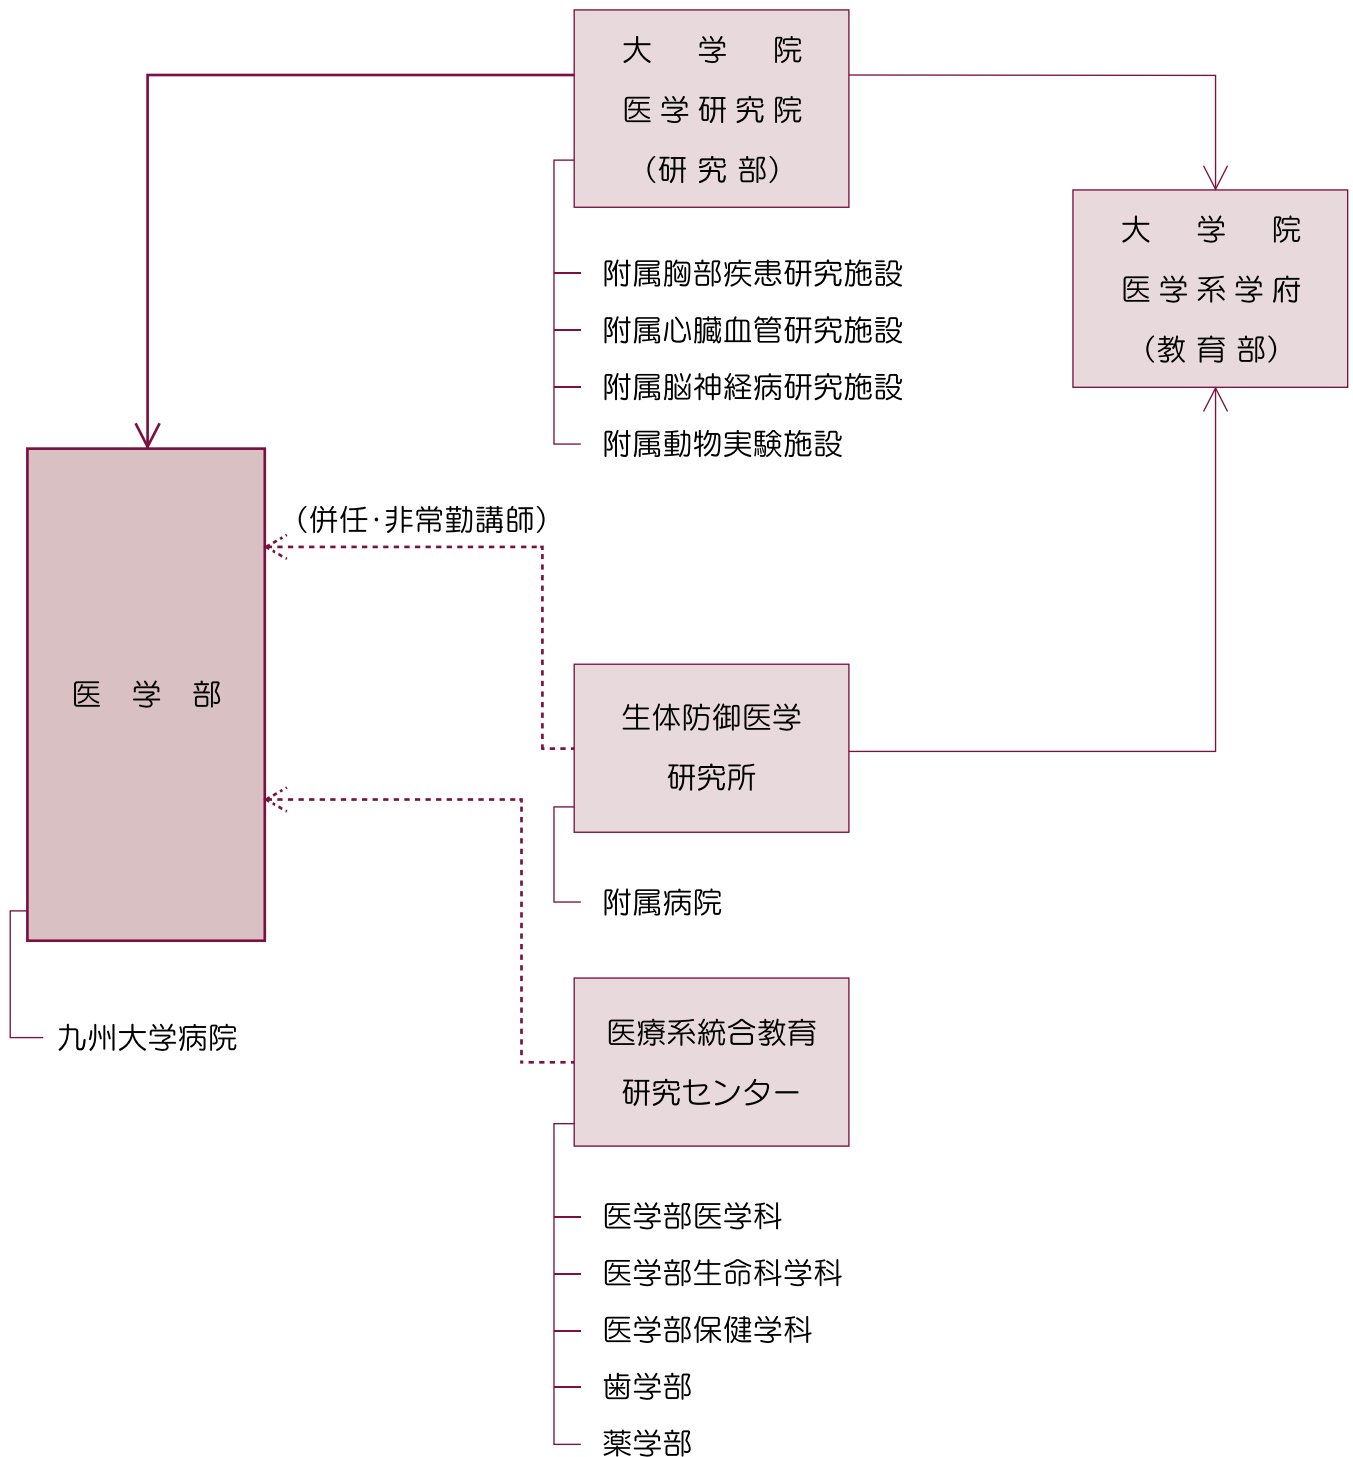 大学院
医学研究院
(研究部)
附属胸部疾患研究施設
附属心臓血管研究施設
附属脳神経病研究施設
附属動物実験施設
大学院
医学系学府
(教育部)
(併任・非常勤講師)
医学部
九州大学病院
生体防御医学
研究所
附属病院
医療系統合教育
研究センター
医学部医学科
医学部生命科学科
医学部保健学科
歯学部
薬学部